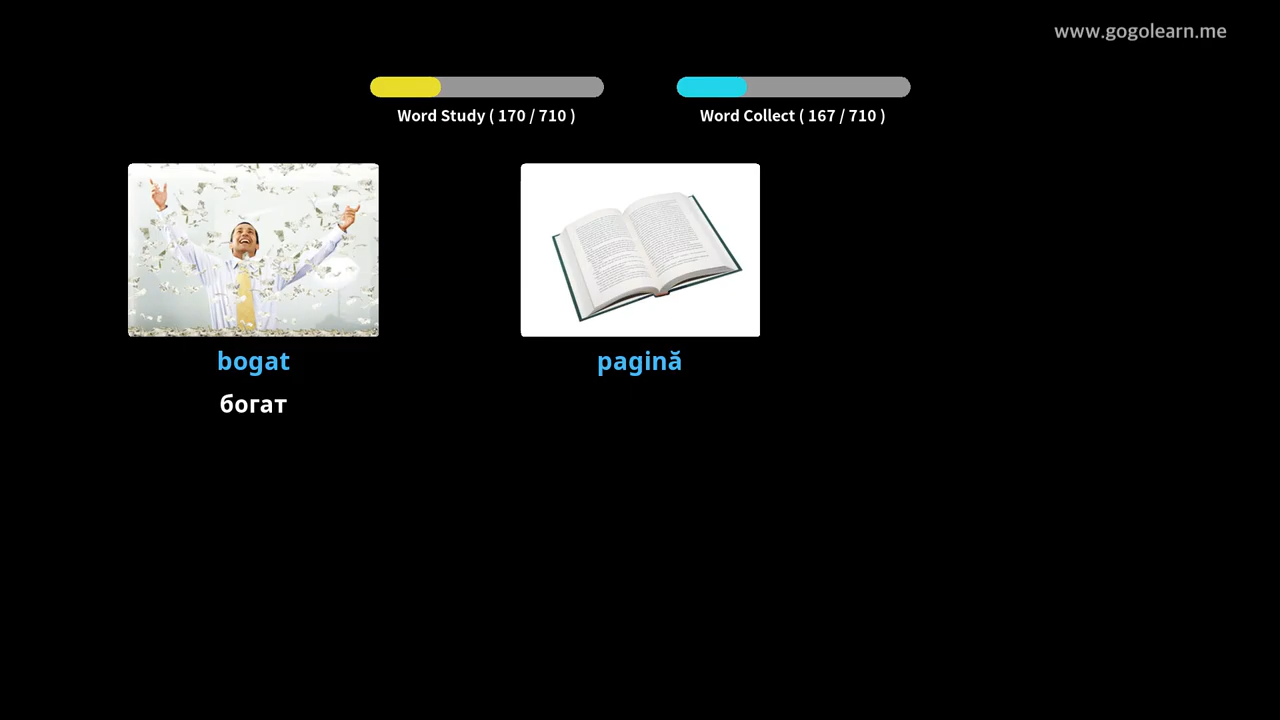 www.gogolearn.me
Word Study ( 170 / 710 )
Word Collect ( 167 / 710 )
bogat
pagină
богат